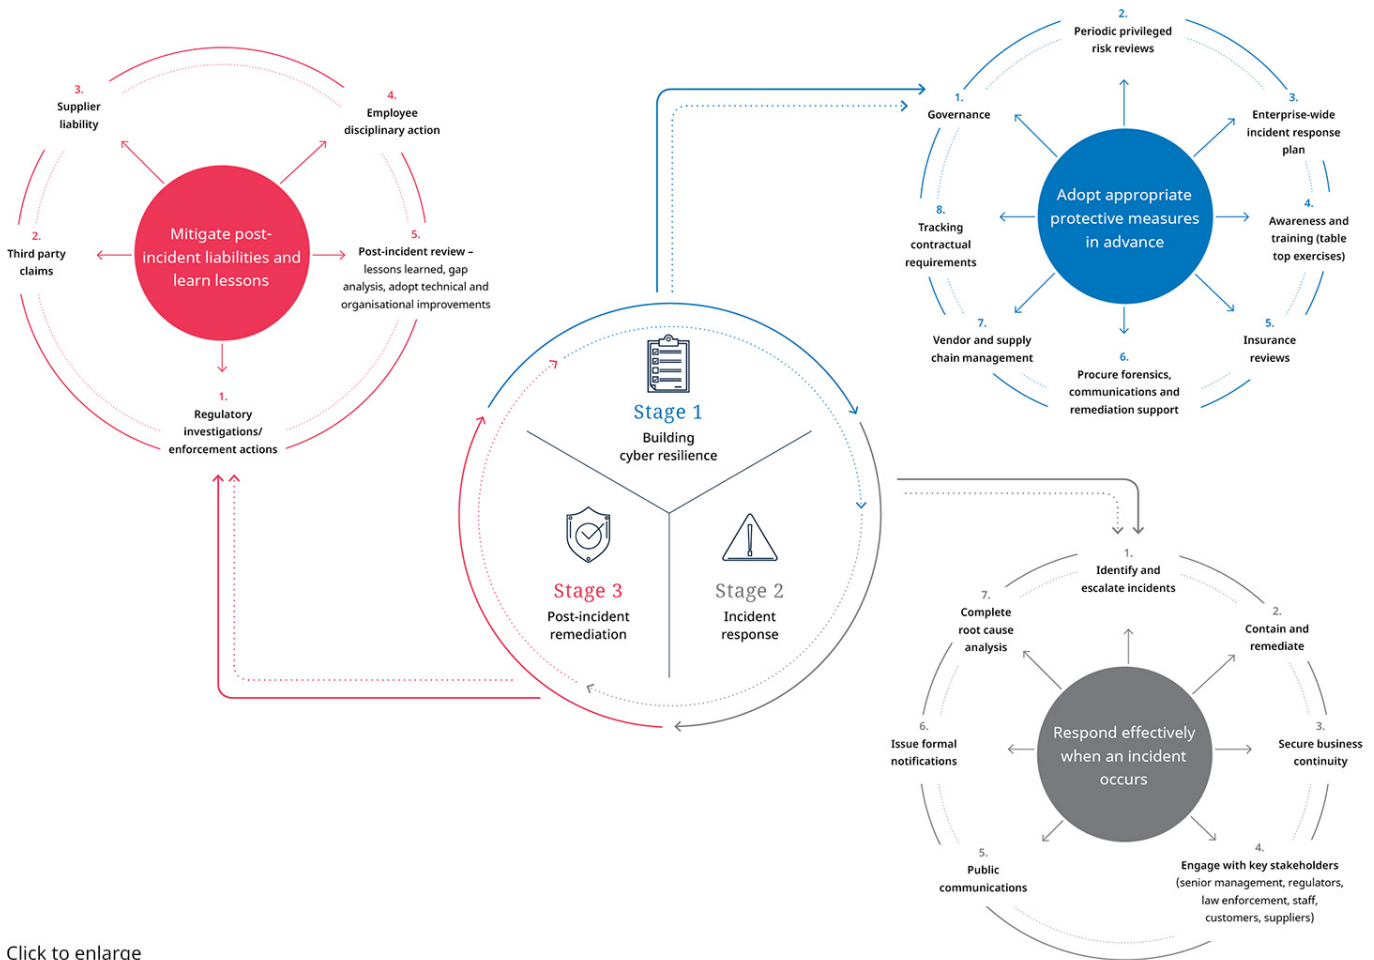 3.
Supplier
liability
4.
Employee
disciplinary action
2.
Third party
claims
Mitigate post-
incident liabilities and
learn lessons
5.
Post-incident review –
lessons learned, gap
analysis, adopt technical and
organisational improvements
1.
Regulatory
investigations/
enforcement actions
Stage 1
Building
cyber resilience
Stage 3
Post-incident
remediation
Stage 2
Incident
response
2.
Periodic privileged
risk reviews
1.
Governance
3.
Enterprise-wide
incident response
plan
Adopt appropriate
protective measures
in advance
8.
Tracking
contractual
requirements
4.
Awareness and
training (table
top exercises)
7.
Vendor and supply
chain management
5.
Insurance
reviews
6.
Procure forensics,
communications and
remediation support
1.
Identify and
escalate incidents
7.
Complete
root cause
analysis
2.
Contain and
remediate
6.
Issue formal
notifications
Respond effectively
when an incident
occurs
3.
Secure business
continuity
5.
Public
communications
4.
Engage with key stakeholders
(senior management, regulators,
law enforcement, staff,
customers, suppliers)
Click to enlarge